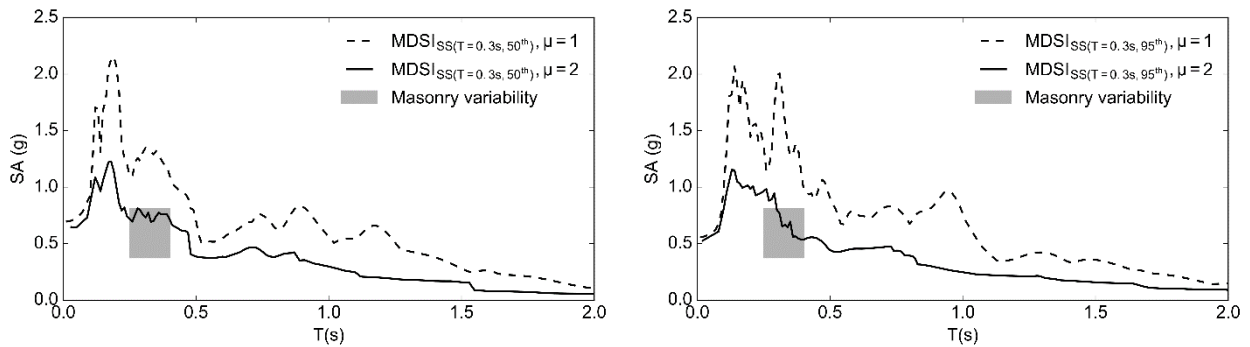 2.5
2.0
1.5
1.0
0.5
0.0
SA (g)
0.0 0.5 1.0 1.5 2.0
T(s)
MDSI_SS(T = 0.3s, 50th), μ = 1
MDSI_SS(T = 0.3s, 50th), μ = 2
Masonry variability
2.5
2.0
1.5
1.0
0.5
0.0
SA (g)
0.0 0.5 1.0 1.5 2.0
T(s)
MDSI_SS(T = 0.3s, 95th), μ = 1
MDSI_SS(T = 0.3s, 95th), μ = 2
Masonry variability